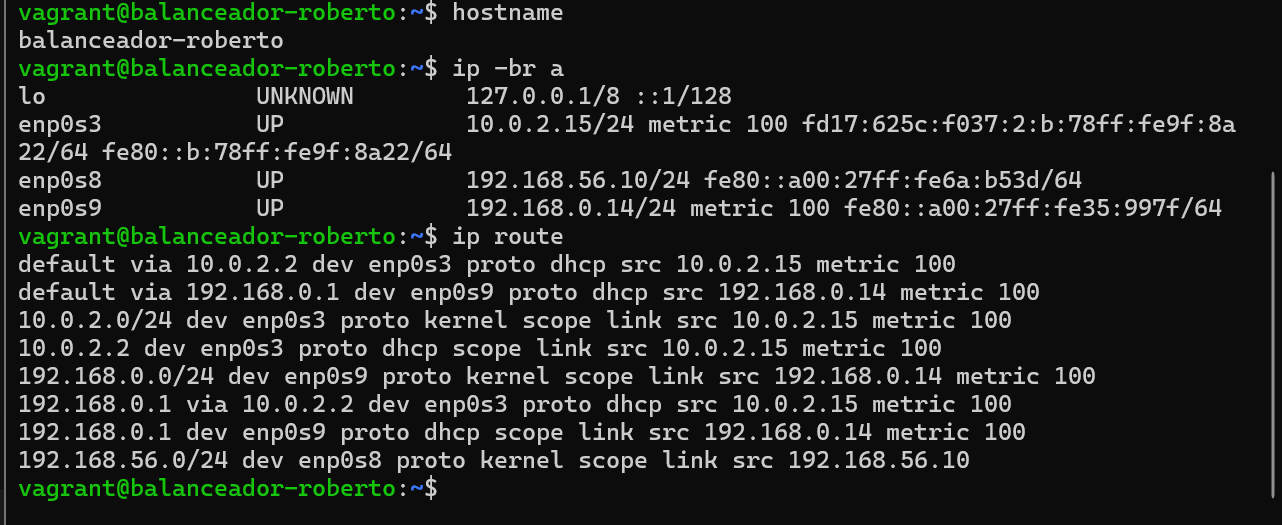 vagrant@balanceador-roberto:~$ hostname
balanceador-roberto
vagrant@balanceador-roberto:~$ ip -br a
lo               UNKNOWN        127.0.0.1/8 ::1/128
enp0s3           UP             10.0.2.15/24 metric 100 fd17:625c:f037:2:b:78ff:fe9f:8a
22/64 fe80::b:78ff:fe9f:8a22/64
enp0s8           UP             192.168.56.10/24 fe80::a00:27ff:fe6a:b53d/64
enp0s9           UP             192.168.0.14/24 metric 100 fe80::a00:27ff:fe35:997f/64
vagrant@balanceador-roberto:~$ ip route
default via 10.0.2.2 dev enp0s3 proto dhcp src 10.0.2.15 metric 100
default via 192.168.0.1 dev enp0s9 proto dhcp src 192.168.0.14 metric 100
10.0.2.0/24 dev enp0s3 proto kernel scope link src 10.0.2.15 metric 100
10.0.2.2 dev enp0s3 proto dhcp scope link src 10.0.2.15 metric 100
192.168.0.0/24 dev enp0s9 proto kernel scope link src 192.168.0.14 metric 100
192.168.0.1 via 10.0.2.2 dev enp0s3 proto dhcp src 10.0.2.15 metric 100
192.168.0.1 dev enp0s9 proto dhcp scope link src 192.168.0.14 metric 100
192.168.56.0/24 dev enp0s8 proto kernel scope link src 192.168.56.10
vagrant@balanceador-roberto:~$